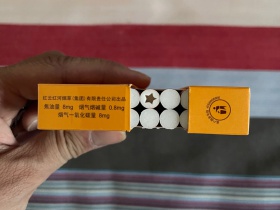 红云红河烟草(集团)有限责任公司出品
焦油量 8mg 烟气烟碱量 0.8mg
烟气一氧化碳量 8mg